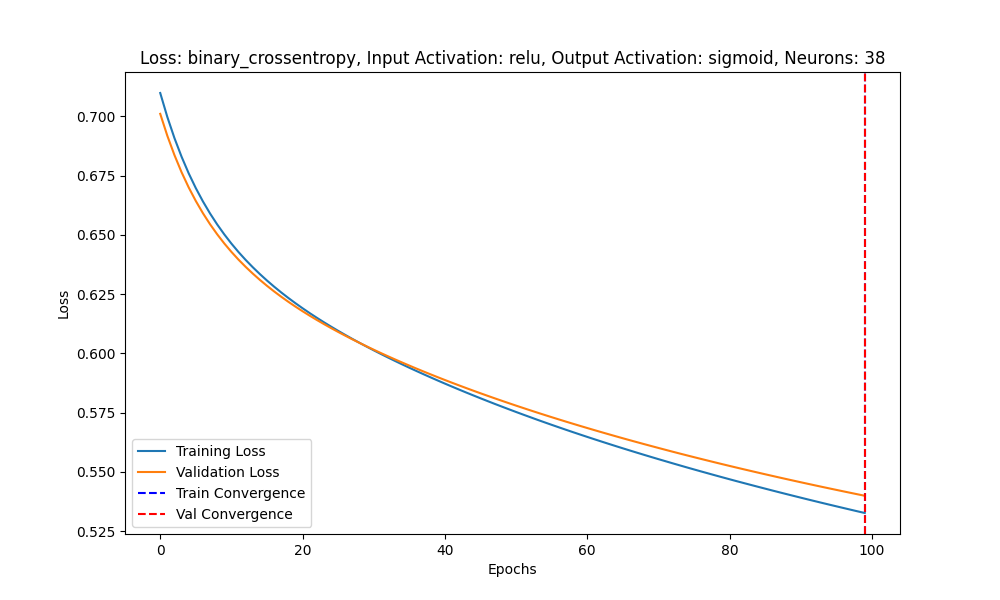 Loss: binary_crossentropy, Input Activation: relu, Output Activation: sigmoid, Neurons: 38
Loss
0.700
0.675
0.650
0.625
0.600
0.575
0.550
0.525
Training Loss
Validation Loss
Train Convergence
Val Convergence
0 20 40 60 80 100
Epochs